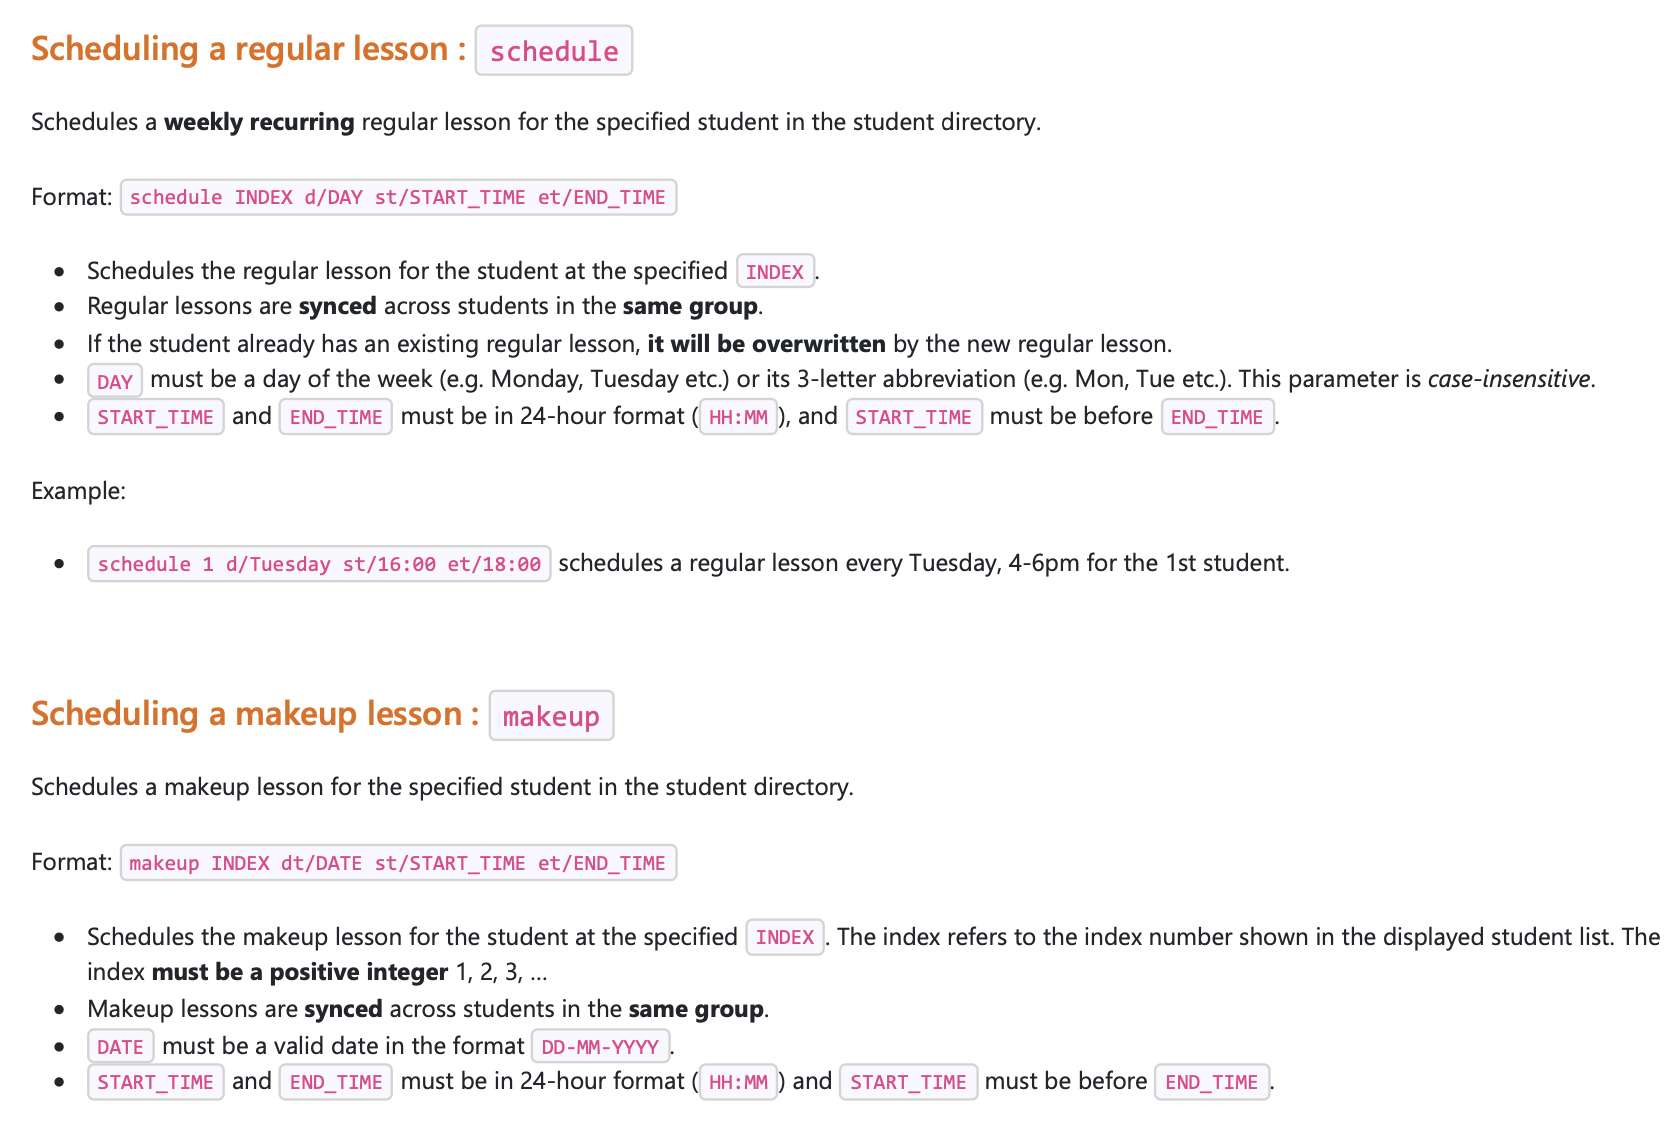 Scheduling a regular lesson : schedule
Schedules a weekly recurring regular lesson for the specified student in the student directory.
Format: schedule INDEX d/DAY st/START_TIME et/END_TIME
• Schedules the regular lesson for the student at the specified INDEX.
• Regular lessons are synced across students in the same group.
• If the student already has an existing regular lesson, it will be overwritten by the new regular lesson.
• DAY must be a day of the week (e.g. Monday, Tuesday etc.) or its 3-letter abbreviation (e.g. Mon, Tue etc.). This parameter is case-insensitive.
• START_TIME and END_TIME must be in 24-hour format (HH:MM), and START_TIME must be before END_TIME.
Example:
• schedule 1 d/Tuesday st/16:00 et/18:00 schedules a regular lesson every Tuesday, 4-6pm for the 1st student.
Scheduling a makeup lesson : makeup
Schedules a makeup lesson for the specified student in the student directory.
Format: makeup INDEX dt/DATE st/START_TIME et/END_TIME
• Schedules the makeup lesson for the student at the specified INDEX. The index refers to the index number shown in the displayed student list. The
index must be a positive integer 1, 2, 3, …
• Makeup lessons are synced across students in the same group.
• DATE must be a valid date in the format DD-MM-YYYY.
• START_TIME and END_TIME must be in 24-hour format (HH:MM) and START_TIME must be before END_TIME.